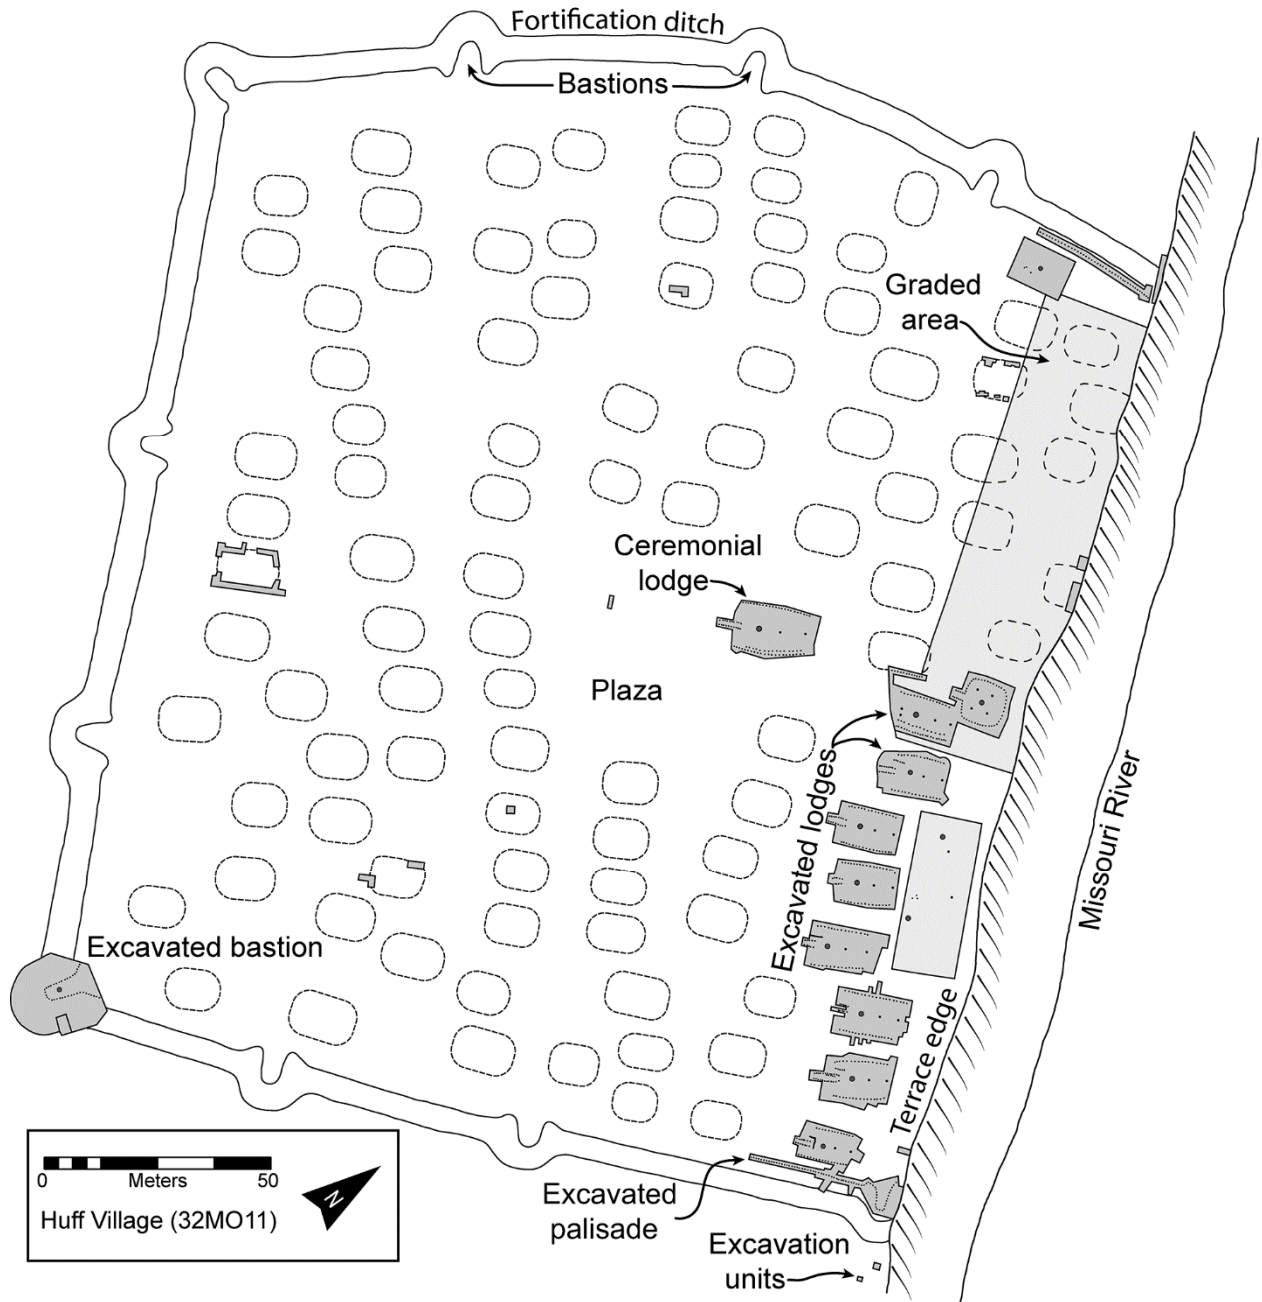 Fortification ditch
Bastions
Graded
area
Ceremonial
lodge
Plaza
Excavated lodges
Missouri River
Excavated bastion
Terrace edge
Excavated
palisade
Excavation
units
0 Meters 50
N
Huff Village (32MO11)